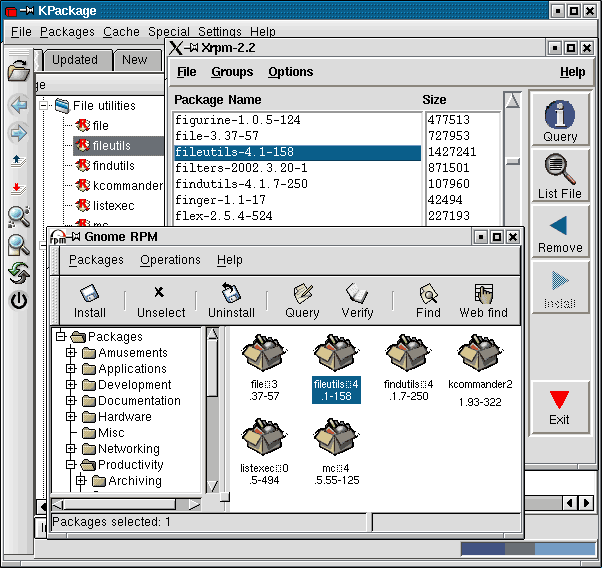 KPackage
File Packages Cache Special Settings Help
Updated New
ge
File utilities
file
fileutils
findutils
kcommander
listexec
mc
Xrpm-2.2
File Groups Options Help
Package Name Size
figurine-1.0.5-124 477513
file-3.37-57 727953
fileutils-4.1-158 1427241
filters-2002.3.20-1 871501
findutils-4.1.7-250 107960
finger-1.1-17 42494
flex-2.5.4-524 227193
Query
List File
Remove
Install
Exit
rpm
Gnome RPM
Packages Operations Help
Install Unselect Uninstall Query Verify Find Web find
Packages
Amusements
Applications
Development
Documentation
Hardware
Misc
Networking
Productivity
Archiving
file▯3
.37-57
fileutils▯4
.1-158
findutils▯4
.1.7-250
kcommander2
1.93-322
listexec▯0
.5-494
mc▯4
.5.55-125
Packages selected: 1